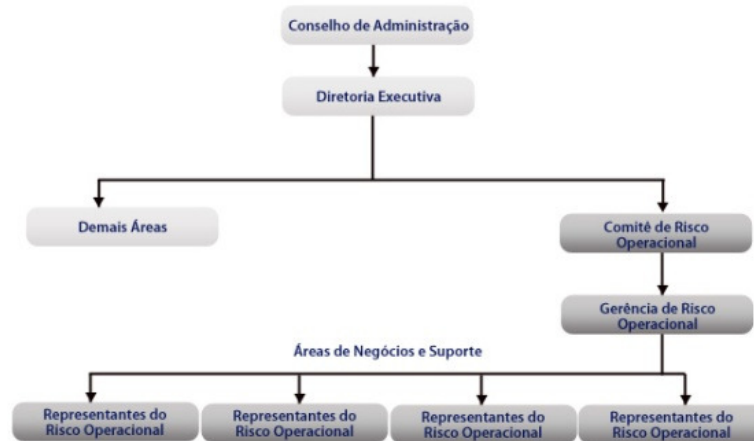 Conselho de Administração
Diretoria Executiva
Demais Áreas
Comitê de Risco
Operacional
Gerência de Risco
Operacional
Áreas de Negócios e Suporte
Representantes do
Risco Operacional
Representantes do
Risco Operacional
Representantes do
Risco Operacional
Representantes do
Risco Operacional